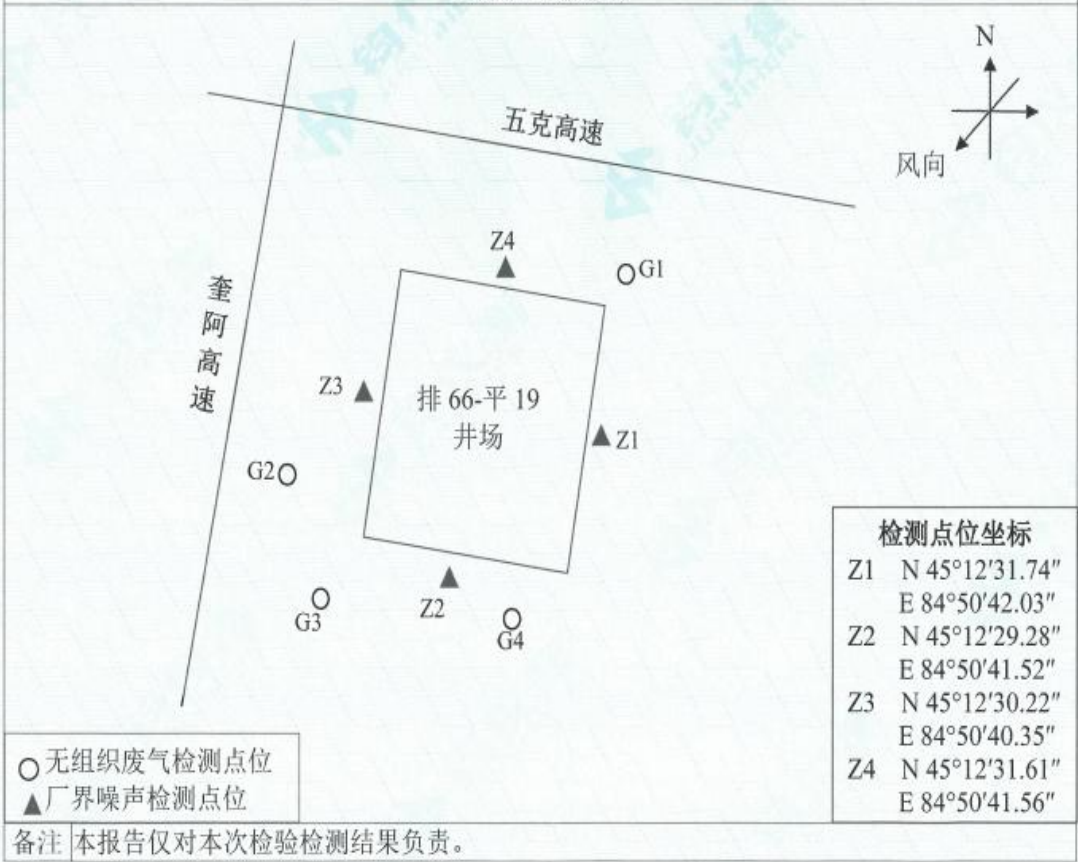 N
风向
五克高速
奎阿高速
Z4
G1
Z3
排 66-平 19
井场
Z1
G2
G3
Z2
G4
检测点位坐标
Z1 N 45°12′31.74″
E 84°50′42.03″
Z2 N 45°12′29.28″
E 84°50′41.52″
Z3 N 45°12′30.22″
E 84°50′40.35″
Z4 N 45°12′31.61″
E 84°50′41.56″
无组织废气检测点位
厂界噪声检测点位
备注 本报告仅对本次检验检测结果负责。